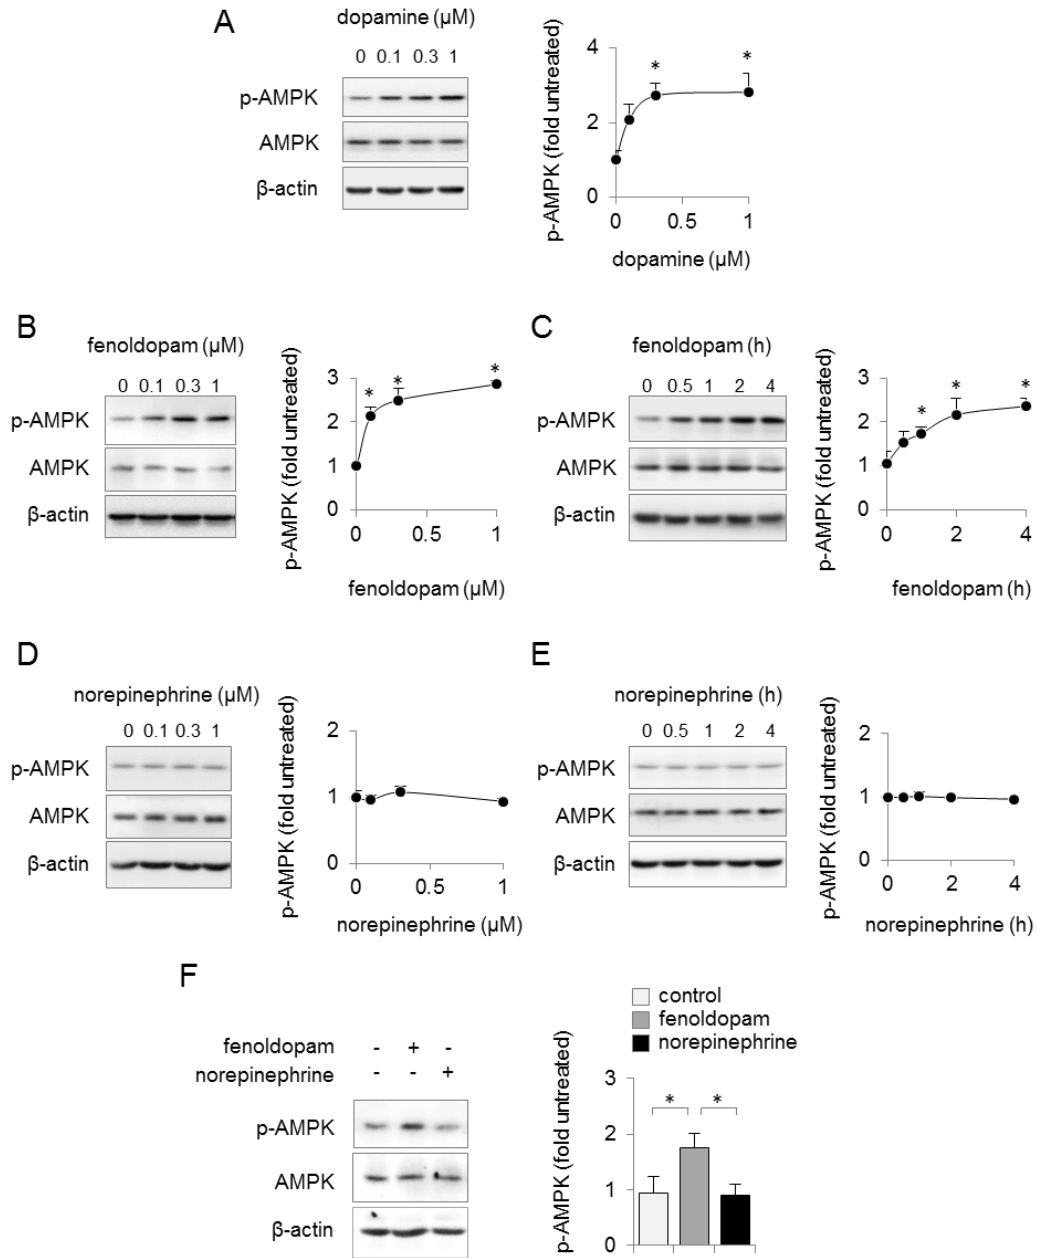 A
dopamine (µM)
0 0.1 0.3 1
p-AMPK
AMPK
β-actin
p-AMPK (fold untreated)
4
2
0
* *
0 0.5 1
dopamine (µM)
B
fenoldopam (µM)
0 0.1 0.3 1
p-AMPK
AMPK
β-actin
p-AMPK (fold untreated)
3
2
1
0
* * *
0 0.5 1
fenoldopam (µM)
C
fenoldopam (h)
0 0.5 1 2 4
p-AMPK
AMPK
β-actin
p-AMPK (fold untreated)
3
2
1
0
* * *
0 2 4
fenoldopam (h)
D
norepinephrine (µM)
0 0.1 0.3 1
p-AMPK
AMPK
β-actin
p-AMPK (fold untreated)
2
1
0
0 0.5 1
norepinephrine (µM)
E
norepinephrine (h)
0 0.5 1 2 4
p-AMPK
AMPK
β-actin
p-AMPK (fold untreated)
2
1
0
0 2 4
norepinephrine (h)
F
fenoldopam - + -
norepinephrine - - +
p-AMPK
AMPK
β-actin
control
fenoldopam
norepinephrine
p-AMPK (fold untreated)
3
2
1
0
* *